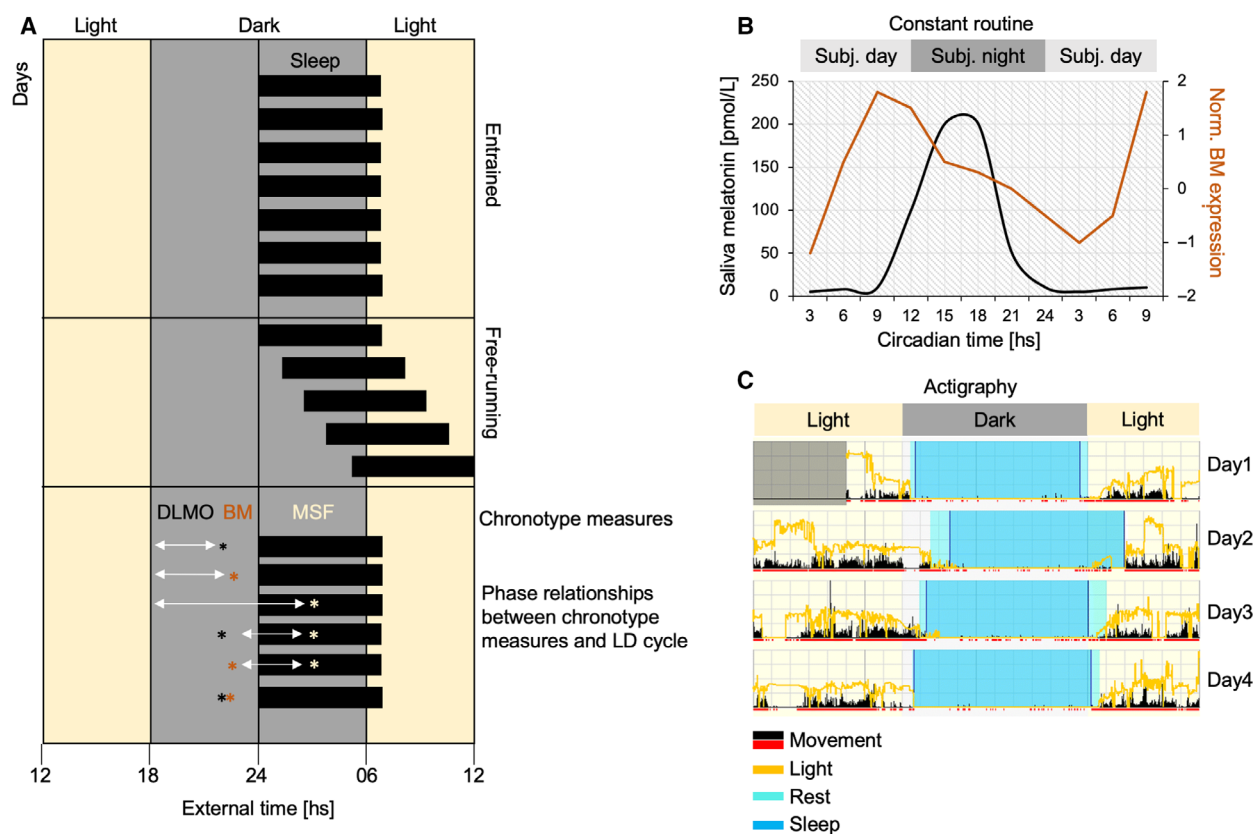 A
Light
Dark
Light
Days
Sleep
Entrained
Free-running
DLMO
BM
MSF
Chronotype measures
*
*
*
* *
* *
**
Phase relationships
between chronotype
measures and LD cycle
12
18
24
06
12
External time [hs]
B
Constant routine
Subj. day
Subj. night
Subj. day
Saliva melatonin [pmol/L]
250
200
150
100
50
0
2
1
0
−1
−2
Norm. BM expression
3
6
9
12
15
18
21
24
3
6
9
Circadian time [hs]
C
Actigraphy
Light
Dark
Light
Day1
Day2
Day3
Day4
Movement
Light
Rest
Sleep